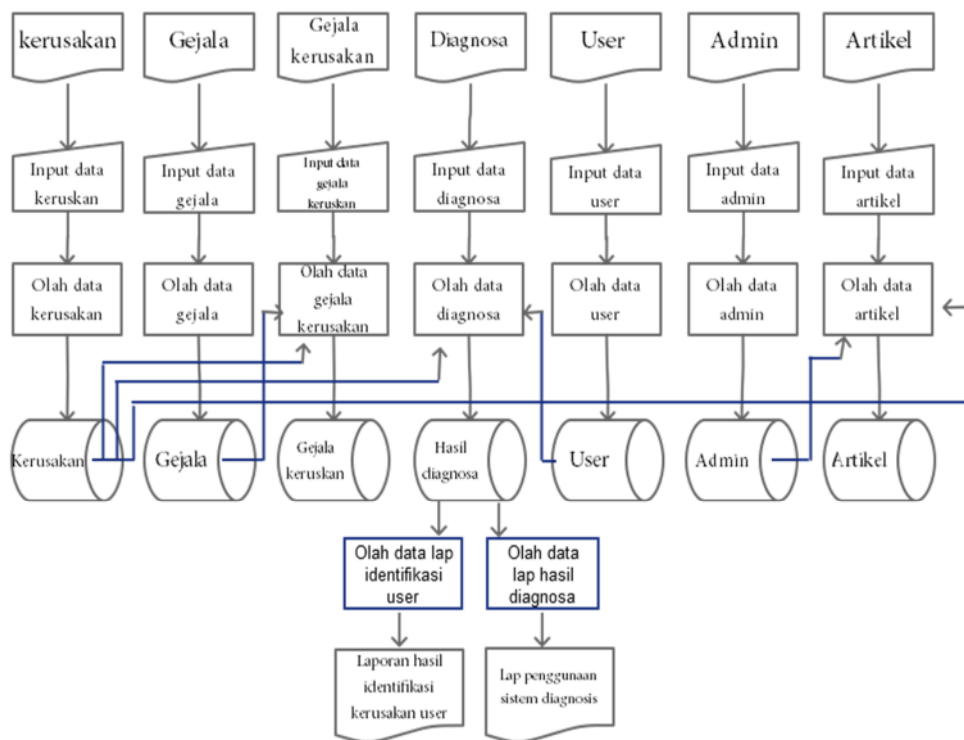 kerusakan
Gejala
Gejala
kerusakan
Diagnosa
User
Admin
Artikel
Input data
keruskan
Input data
gejala
Input data
gejala
keruskan
Input data
diagnosa
Input data
user
Input data
admin
Input data
artikel
Olah data
kerusakan
Olah data
gejala
Olah data
gejala
kerusakan
Olah data
diagnosa
Olah data
user
Olah data
admin
Olah data
artikel
Kerusakan
Gejala
Gejala
keruskan
Hasil
diagnosa
User
Admin
Artikel
Olah data lap
identifikasi
user
Olah data
lap hasil
diagnosa
Laporan hasil
identifikasi
kerusakan user
Lap penggunaan
sistem diagnosis